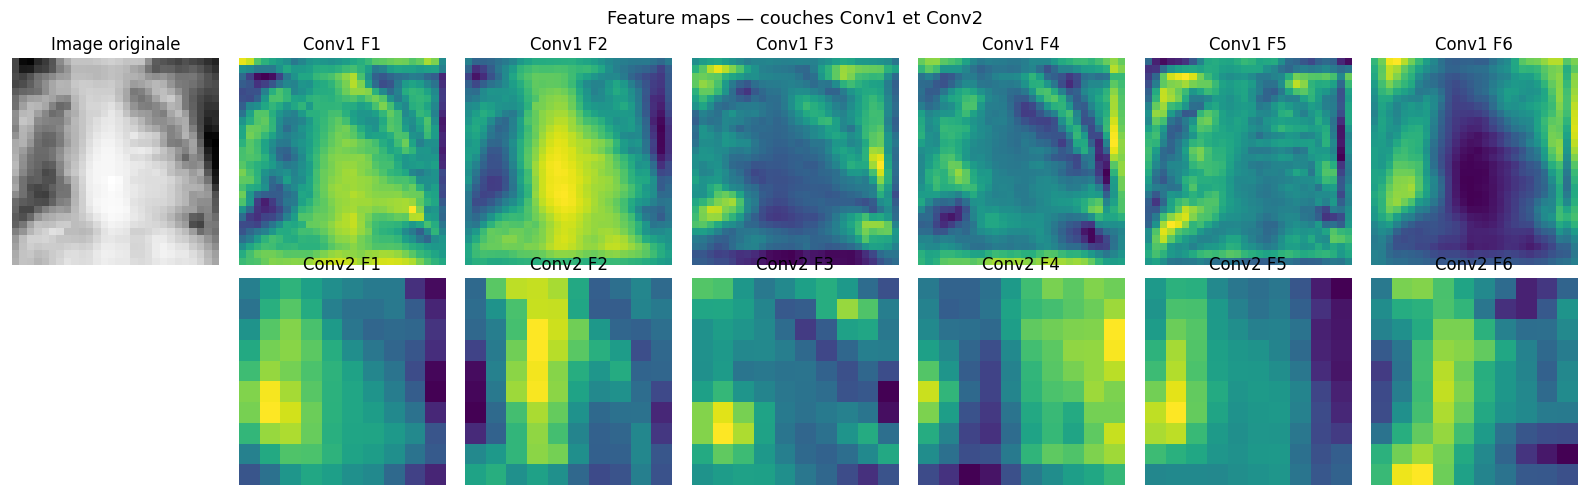 Feature maps — couches Conv1 et Conv2
Image originale
Conv1 F1
Conv1 F2
Conv1 F3
Conv1 F4
Conv1 F5
Conv1 F6
Conv2 F1
Conv2 F2
Conv2 F3
Conv2 F4
Conv2 F5
Conv2 F6